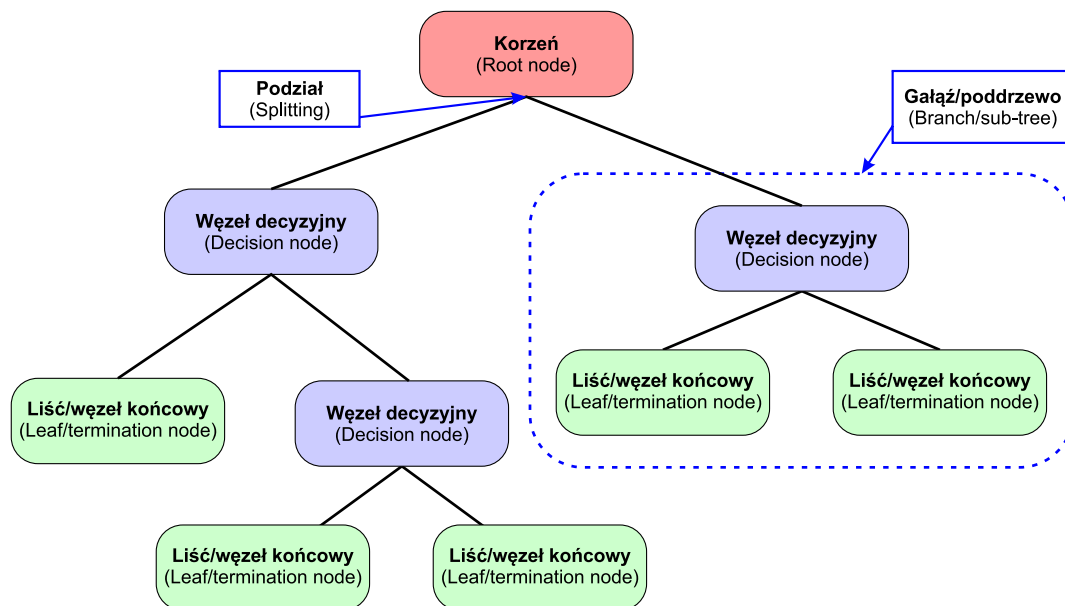 Korzeń
(Root node)
Podział
(Splitting)
Gałąź/poddrzewo
(Branch/sub-tree)
Węzeł decyzyjny
(Decision node)
Węzeł decyzyjny
(Decision node)
Liść/węzeł końcowy
(Leaf/termination node)
Węzeł decyzyjny
(Decision node)
Liść/węzeł końcowy
(Leaf/termination node)
Liść/węzeł końcowy
(Leaf/termination node)
Liść/węzeł końcowy
(Leaf/termination node)
Liść/węzeł końcowy
(Leaf/termination node)